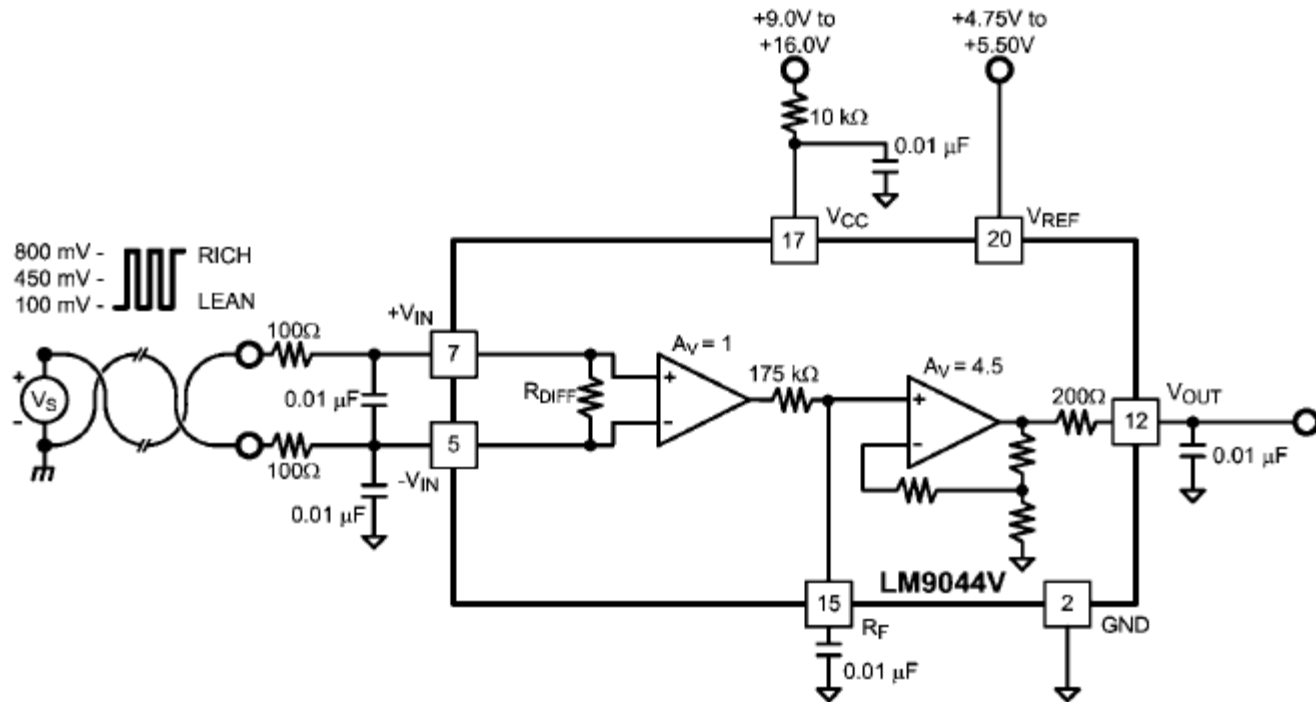 +9.0V to
+16.0V
+4.75V to
+5.50V
10 kΩ
0.01 µF
VCC
VREF
17
20
800 mV -
450 mV -
100 mV -
RICH
LEAN
+VIN
100Ω
7
AV = 1
175 kΩ
AV = 4.5
200Ω
VOUT
+
VS
-
0.01 µF
RDIFF
+
-
+
-
12
0.01 µF
5
100Ω
-VIN
0.01 µF
LM9044V
15
2
RF
GND
0.01 µF